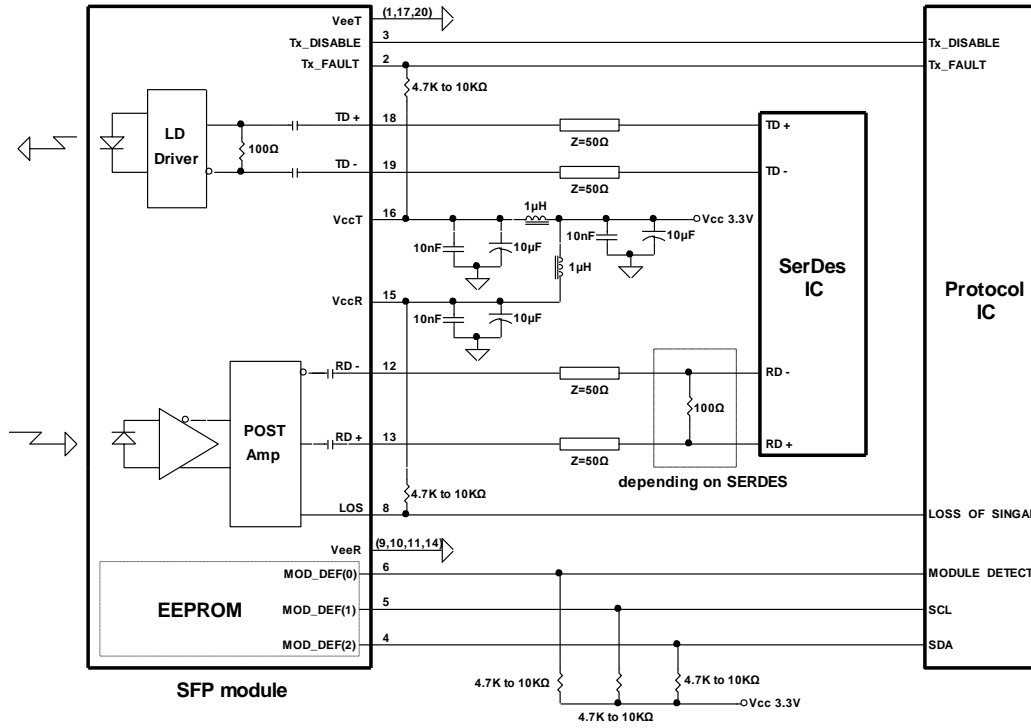 VeeT
(1,17,20)
Tx_DISABLE
3
Tx_DISABLE
Tx_FAULT
2
Tx_FAULT
4.7K to 10KΩ
LD
Driver
100Ω
TD +
18
Z=50Ω
TD +
TD -
19
Z=50Ω
TD -
VccT
16
1µH
Vcc 3.3V
10nF
10µF
10nF
10µF
1µH
SerDes
IC
Protocol
IC
VccR
15
10nF
10µF
RD -
12
Z=50Ω
RD -
100Ω
POST
Amp
RD +
13
Z=50Ω
RD +
depending on SERDES
4.7K to 10KΩ
LOS
8
LOSS OF SINGAL
VeeR
(9,10,11,14)
MOD_DEF(0)
6
MODULE DETECT
EEPROM
MOD_DEF(1)
5
SCL
MOD_DEF(2)
4
SDA
SFP module
4.7K to 10KΩ
4.7K to 10KΩ
4.7K to 10KΩ
Vcc 3.3V